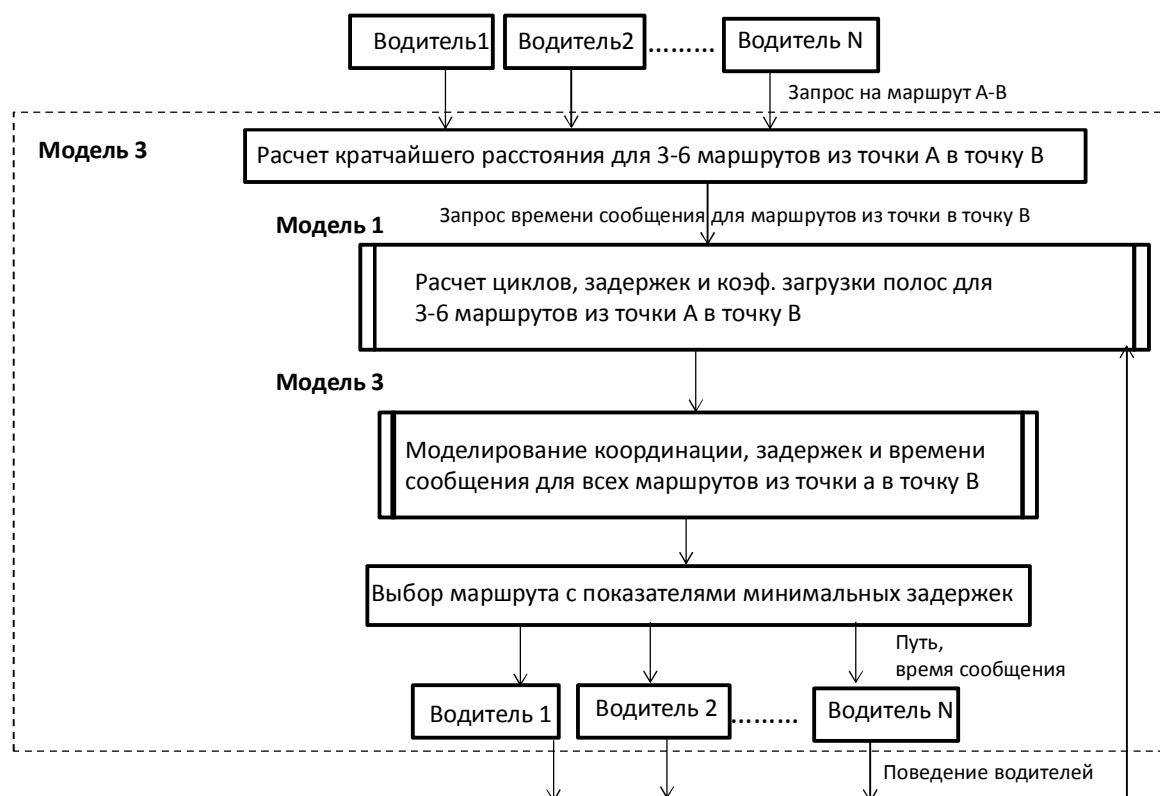 Водитель1 Водитель2 ......... Водитель N
Запрос на маршрут А-В
Модель 3
Расчет кратчайшего расстояния для 3-6 маршрутов из точки А в точку В
Запрос времени сообщения для маршрутов из точки в точку В
Модель 1
Расчет циклов, задержек и коэф. загрузки полос для
3-6 маршрутов из точки А в точку В
Модель 3
Моделирование координации, задержек и времени
сообщения для всех маршрутов из точки а в точку В
Выбор маршрута с показателями минимальных задержек
Путь,
время сообщения
Водитель 1 Водитель 2 ......... Водитель N
Поведение водителей